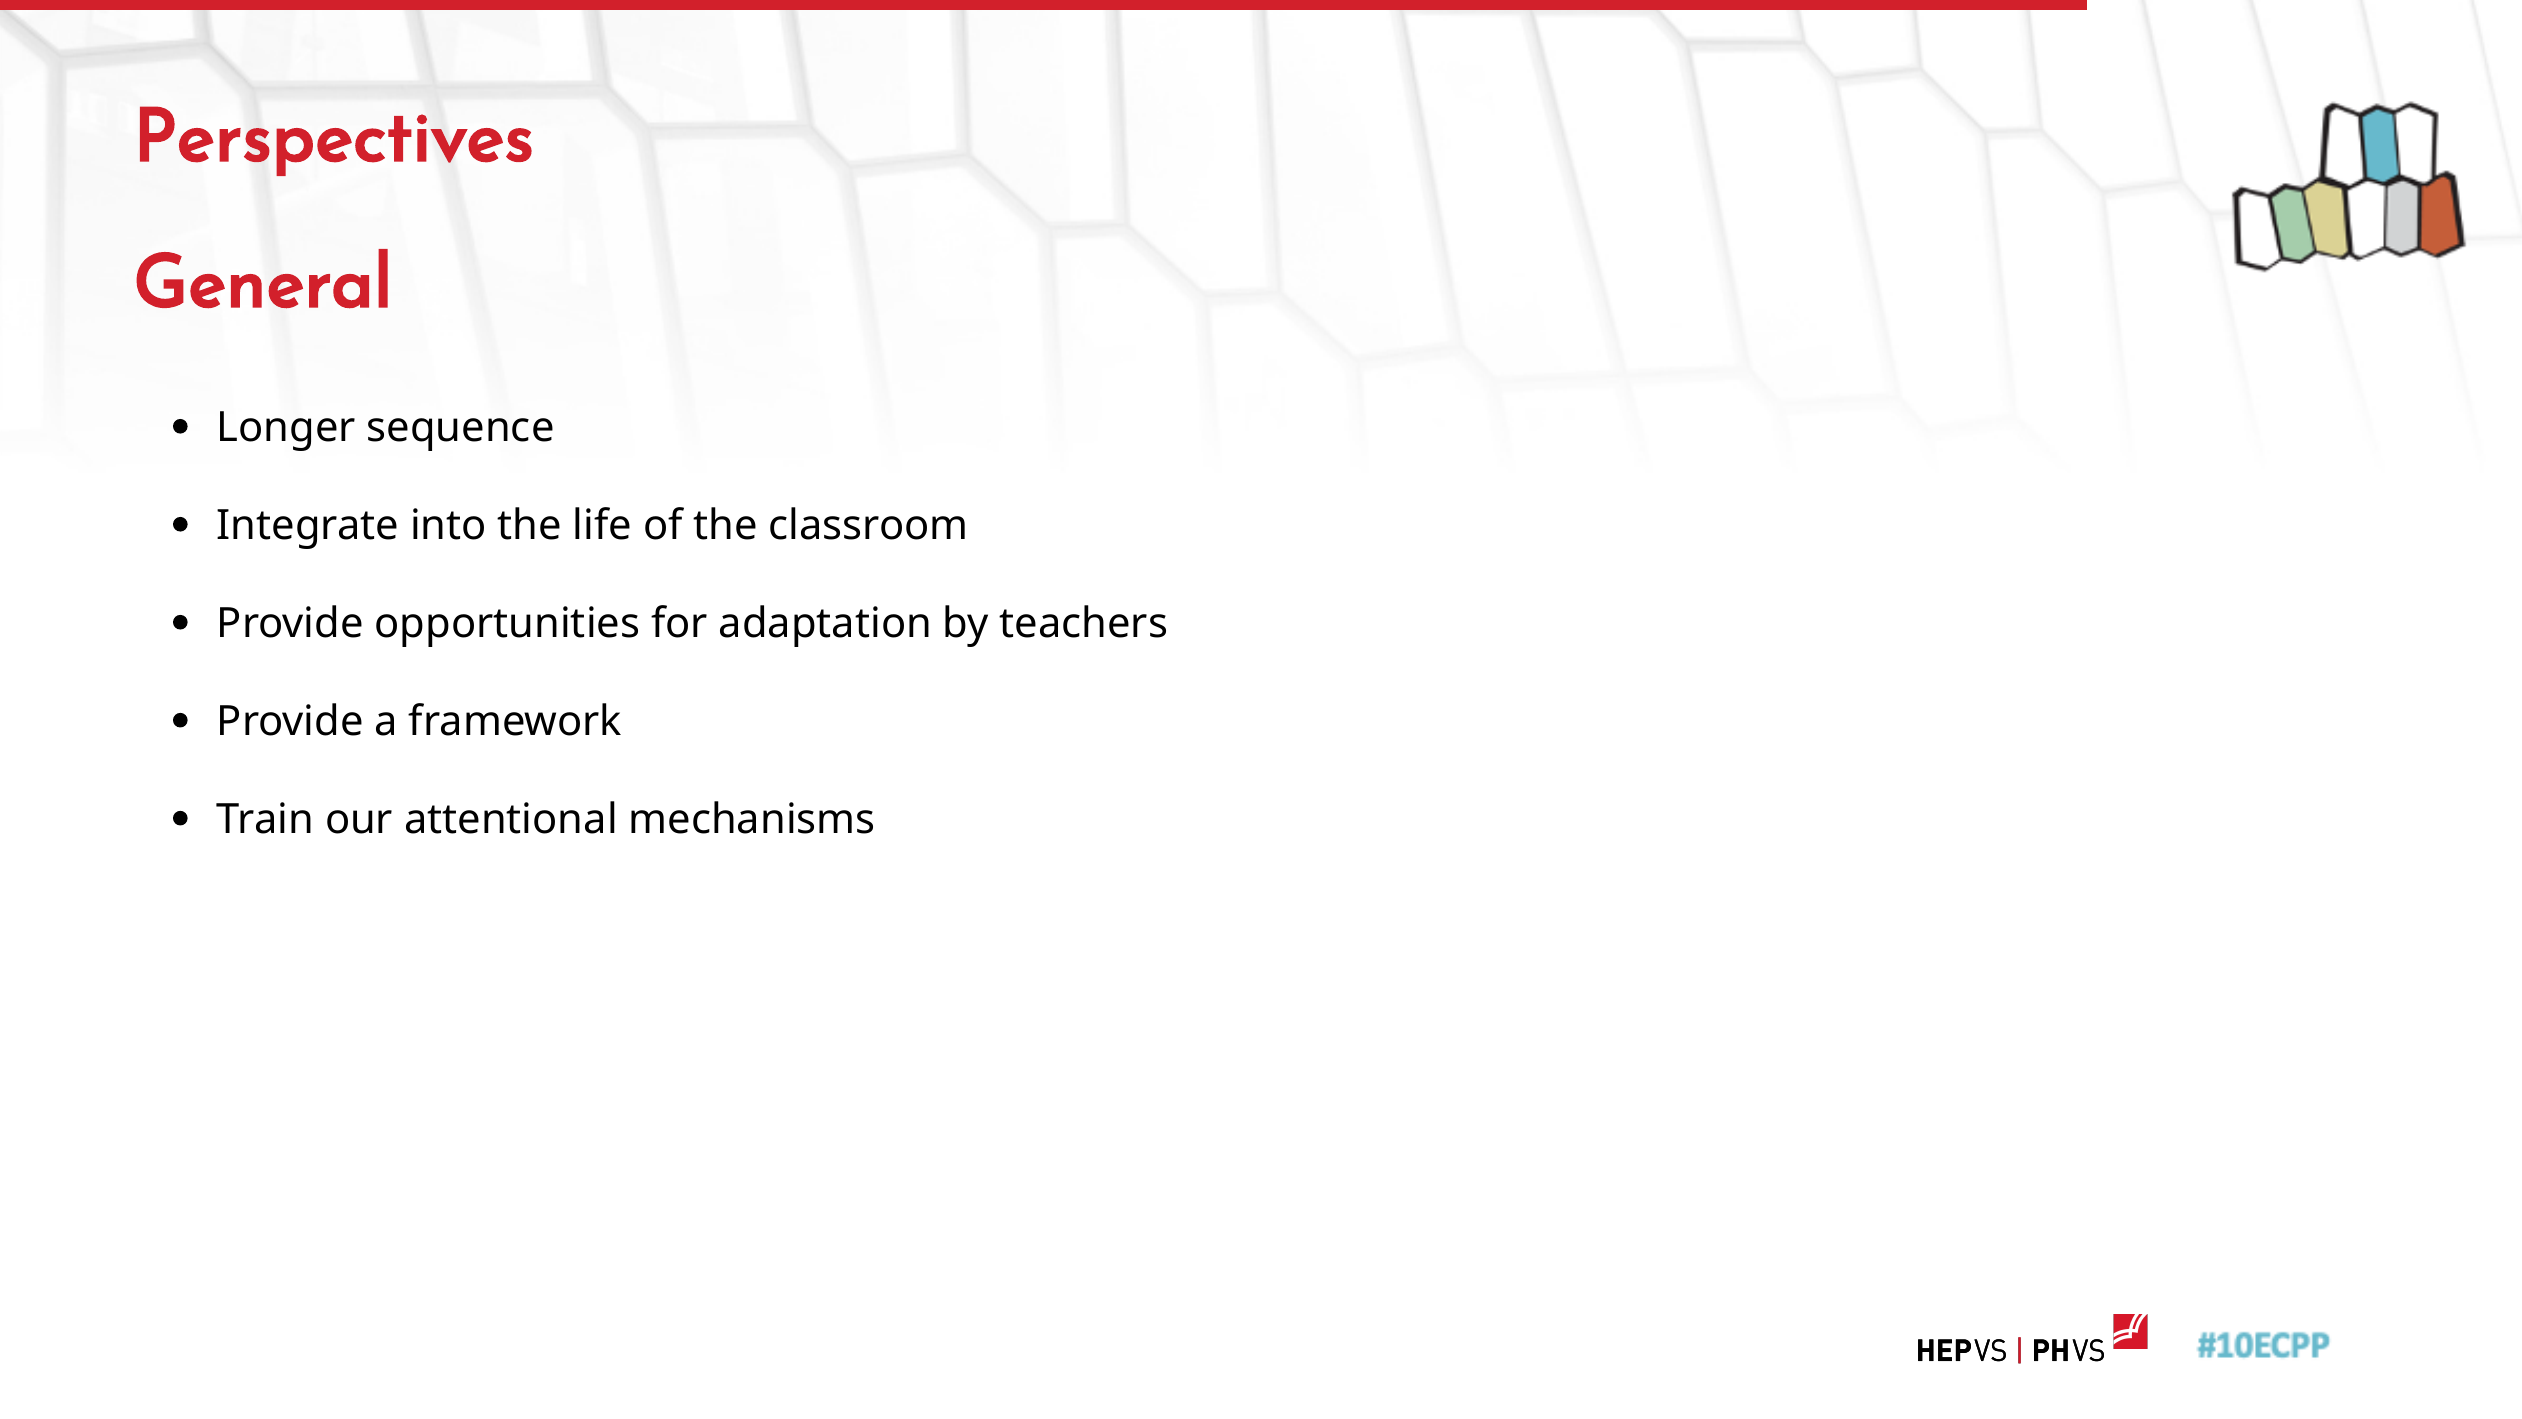 Perspectives
General
Longer sequence
Integrate into the life of the classroom
Provide opportunities for adaptation by teachers
Provide a framework
Train our attentional mechanisms
HEPVS | PHVS
#10ECPP